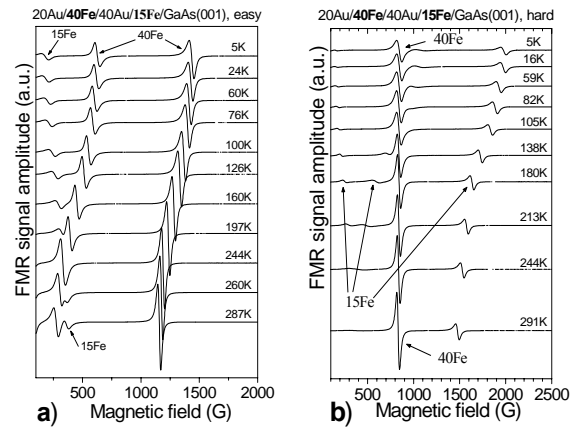 20Au/40Fe/40Au/15Fe/GaAs(001), easy
15Fe
40Fe
5K
24K
60K
76K
100K
126K
160K
197K
244K
260K
287K
15Fe
FMR signal amplitude (a.u.)
500 1000 1500 2000
Magnetic field (G)
a)
20Au/40Fe/40Au/15Fe/GaAs(001), hard
40Fe
5K
16K
59K
82K
105K
138K
180K
213K
15Fe
244K
291K
40Fe
FMR signal amplitude (a.u.)
500 1000 1500 2000 2500
Magnetic field (G)
b)